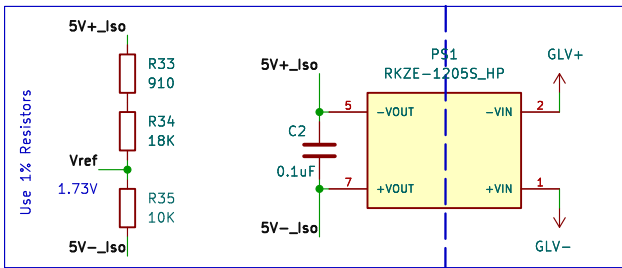 5V+_Iso
R33
910
R34
18K
Vref
1.73V
R35
10K
5V-_Iso
Use 1% Resistors
PS1
RKZE-1205S_HP
5V+_Iso
C2
0.1uF
5V-_Iso
5
-VOUT
-VIN
2
7
+VOUT
+VIN
1
GLV+
GLV-